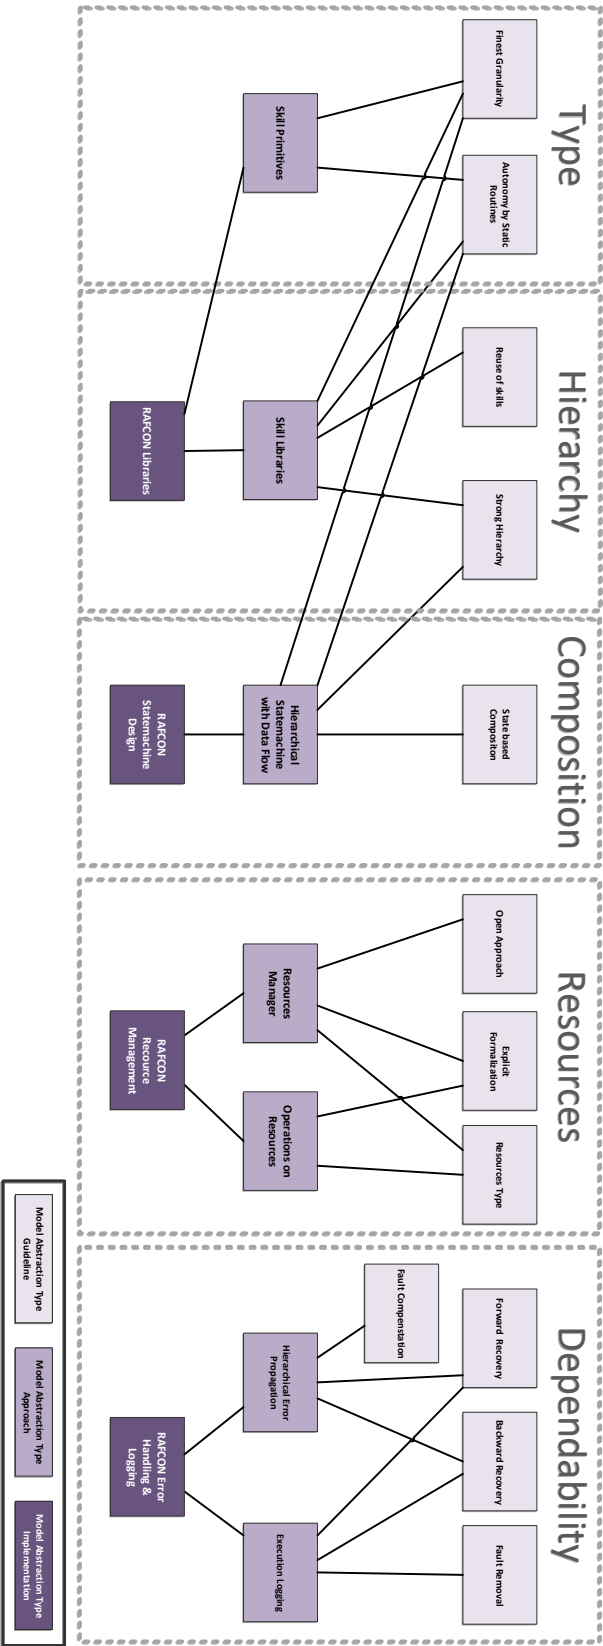 Type
Hierarchy
Composition
Resources
Dependability
Finest Granularity
Autonomy by Static
Routines
Reuse of skills
Strong Hierarchy
State based
Compositon
Open Approach
Explicit
Formalization
Resources Type
Forward Recovery
Backward Recovery
Fault Removal
Fault Compenstation
Skill Primitives
Skill Libraries
Hierarchical
Statemachine
with Data Flow
Resources
Manager
Operations on
Resources
Hierarchical Error
Propagation
Execution Logging
RAFCON Libraries
RAFCON
Statemachine
Design
RAFCON
Recource
Management
RAFCON Error
Handling &
Logging
Model Abstraction Type
Guideline
Model Abstraction Type
Approach
Model Abstraction Type
Implementation